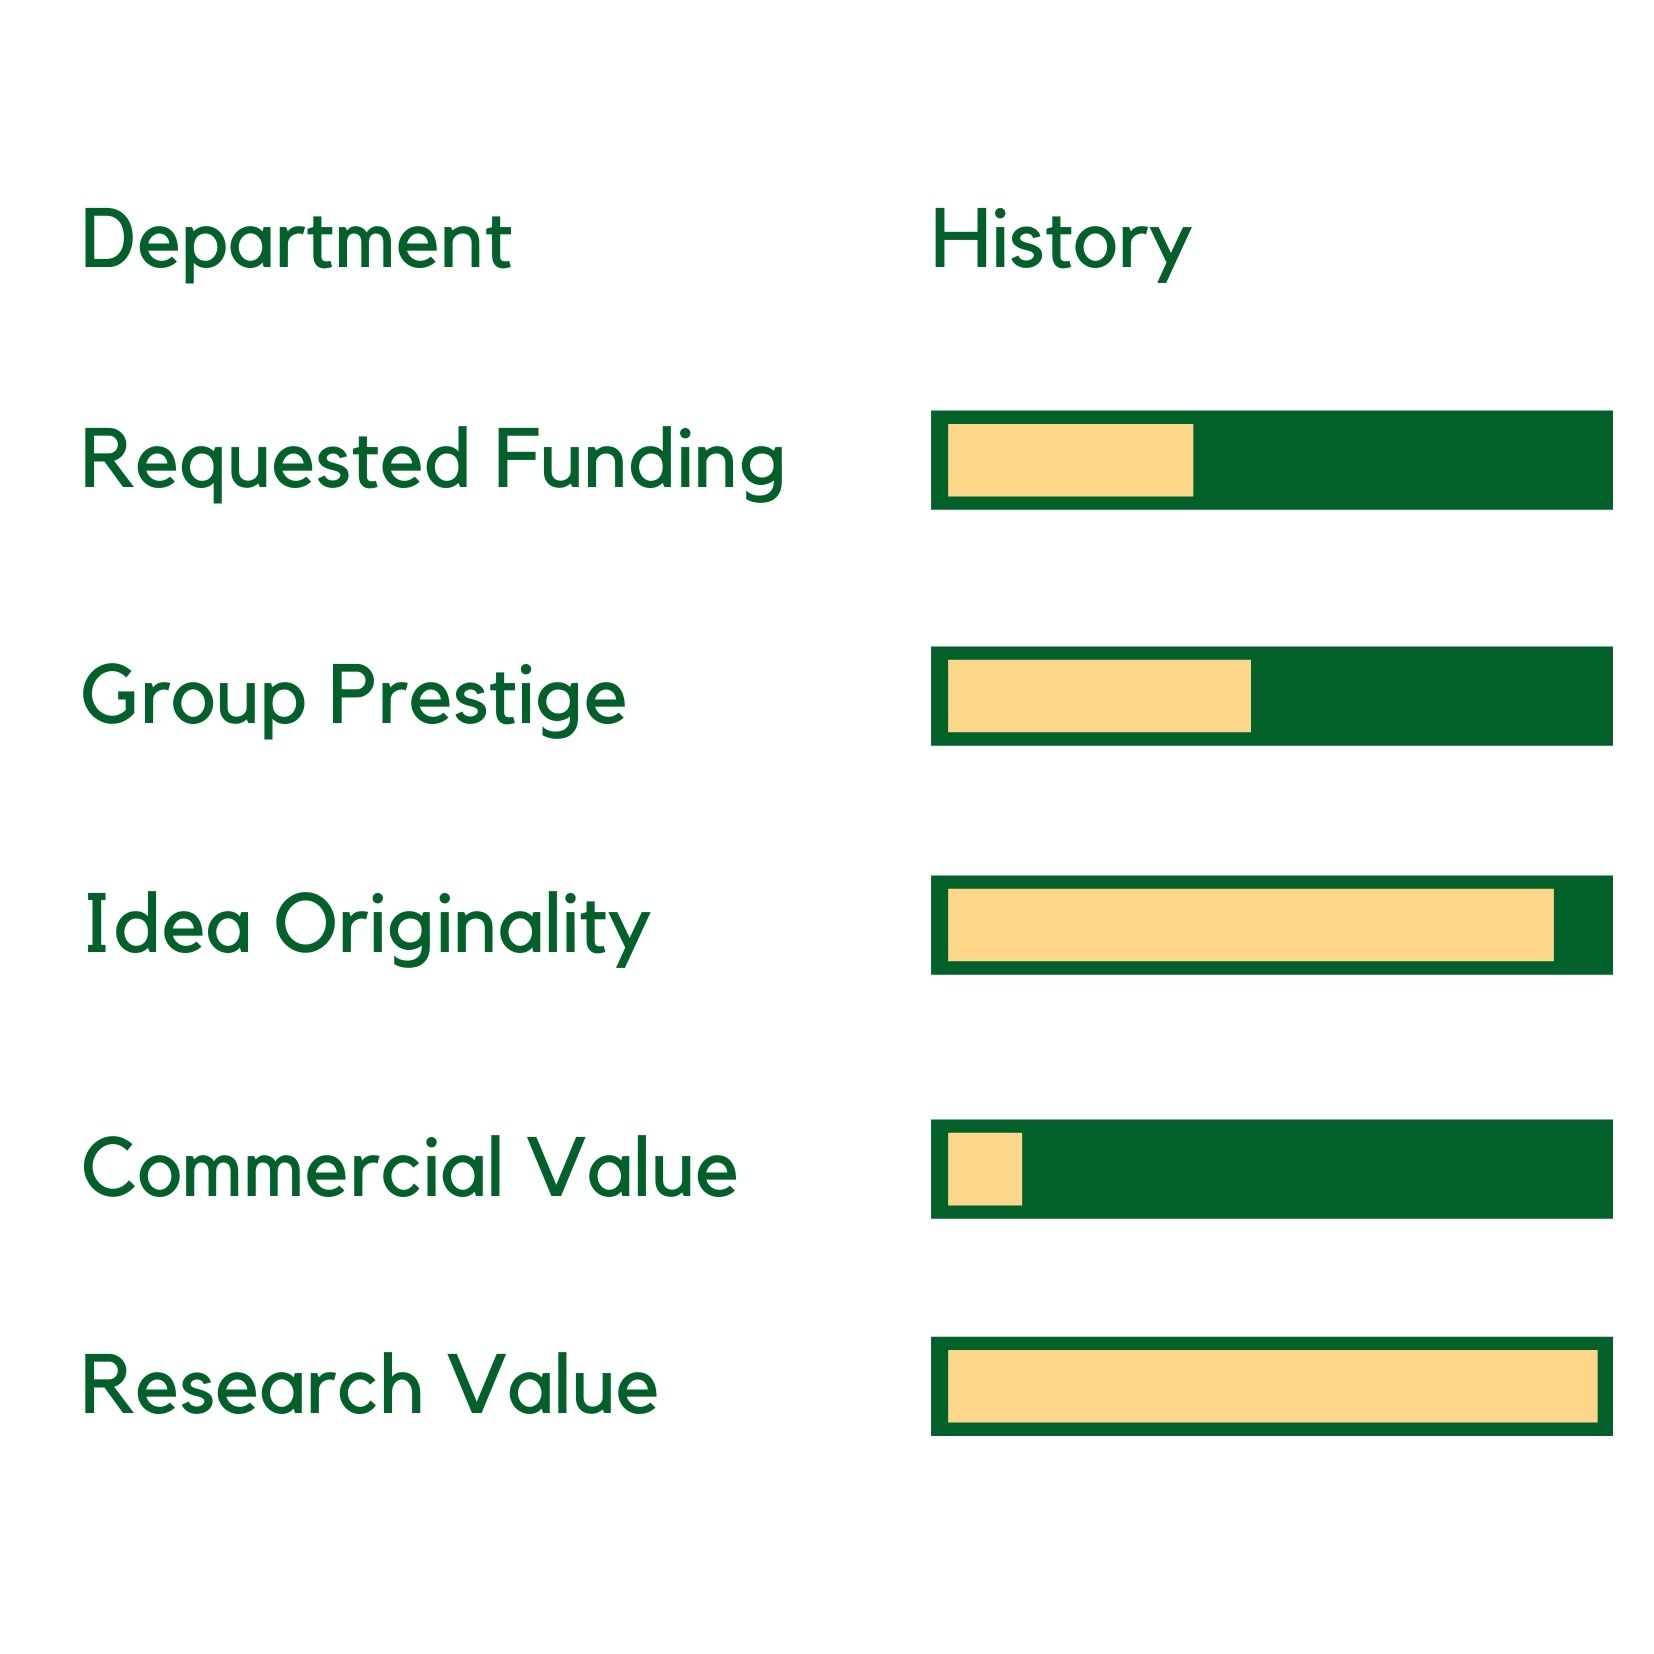 Department History
Requested Funding
Group Prestige
Idea Originality
Commercial Value
Research Value